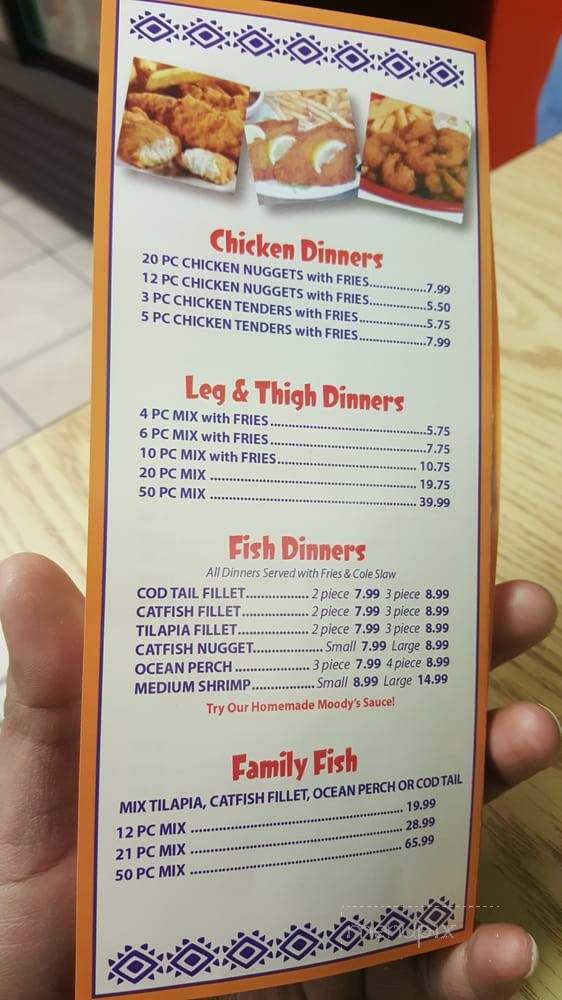 Chicken Dinners
20 PC CHICKEN NUGGETS with FRIES.................7.99
12 PC CHICKEN NUGGETS with FRIES.................5.50
3 PC CHICKEN TENDERS with FRIES....................5.75
5 PC CHICKEN TENDERS with FRIES....................7.99
Leg & Thigh Dinners
4 PC MIX with FRIES..............................................5.75
6 PC MIX with FRIES..............................................7.75
10 PC MIX with FRIES......................................... 10.75
20 PC MIX ............................................................. 19.75
50 PC MIX ............................................................. 39.99
Fish Dinners
All Dinners Served with Fries & Cole Slaw
COD TAIL FILLET................. 2 piece 7.99 3 piece 8.99
CATFISH FILLET................... 2 piece 7.99 3 piece 8.99
TILAPIA FILLET.................... 2 piece 7.99 3 piece 8.99
CATFISH NUGGET................... Small 7.99 Large 8.99
OCEAN PERCH .................... 3 piece 7.99 4 piece 8.99
MEDIUM SHRIMP................. Small 8.99 Large 14.99
Try Our Homemade Moody's Sauce!
Family Fish
MIX TILAPIA, CATFISH FILLET, OCEAN PERCH OR COD TAIL
12 PC MIX ............................................................ 19.99
21 PC MIX ............................................................ 28.99
50 PC MIX ............................................................ 65.99
menupix